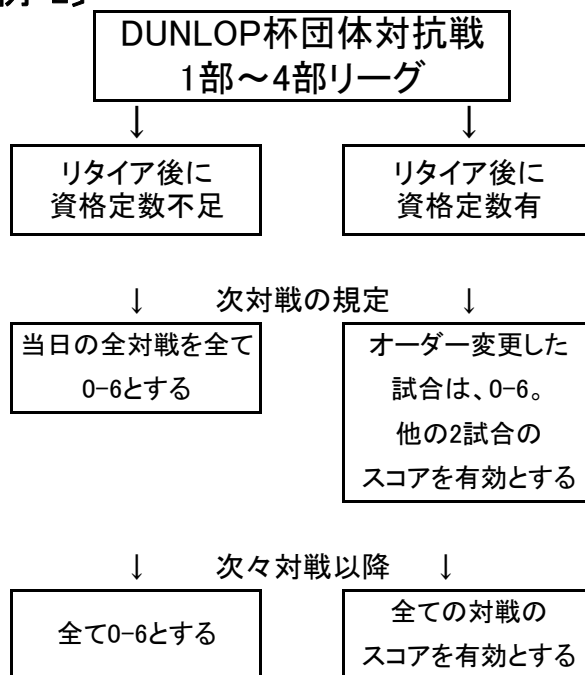 DUNLOP杯団体対抗戦
1部～4部リーグ
↓ ↓
リタイア後に
資格定数不足
リタイア後に
資格定数有
↓ 次対戦の規定 ↓
当日の全対戦を全て
0-6とする
オーダー変更した
試合は、0-6。
他の2試合の
スコアを有効とする
↓ 次々対戦以降 ↓
全て0-6とする
全ての対戦の
スコアを有効とする